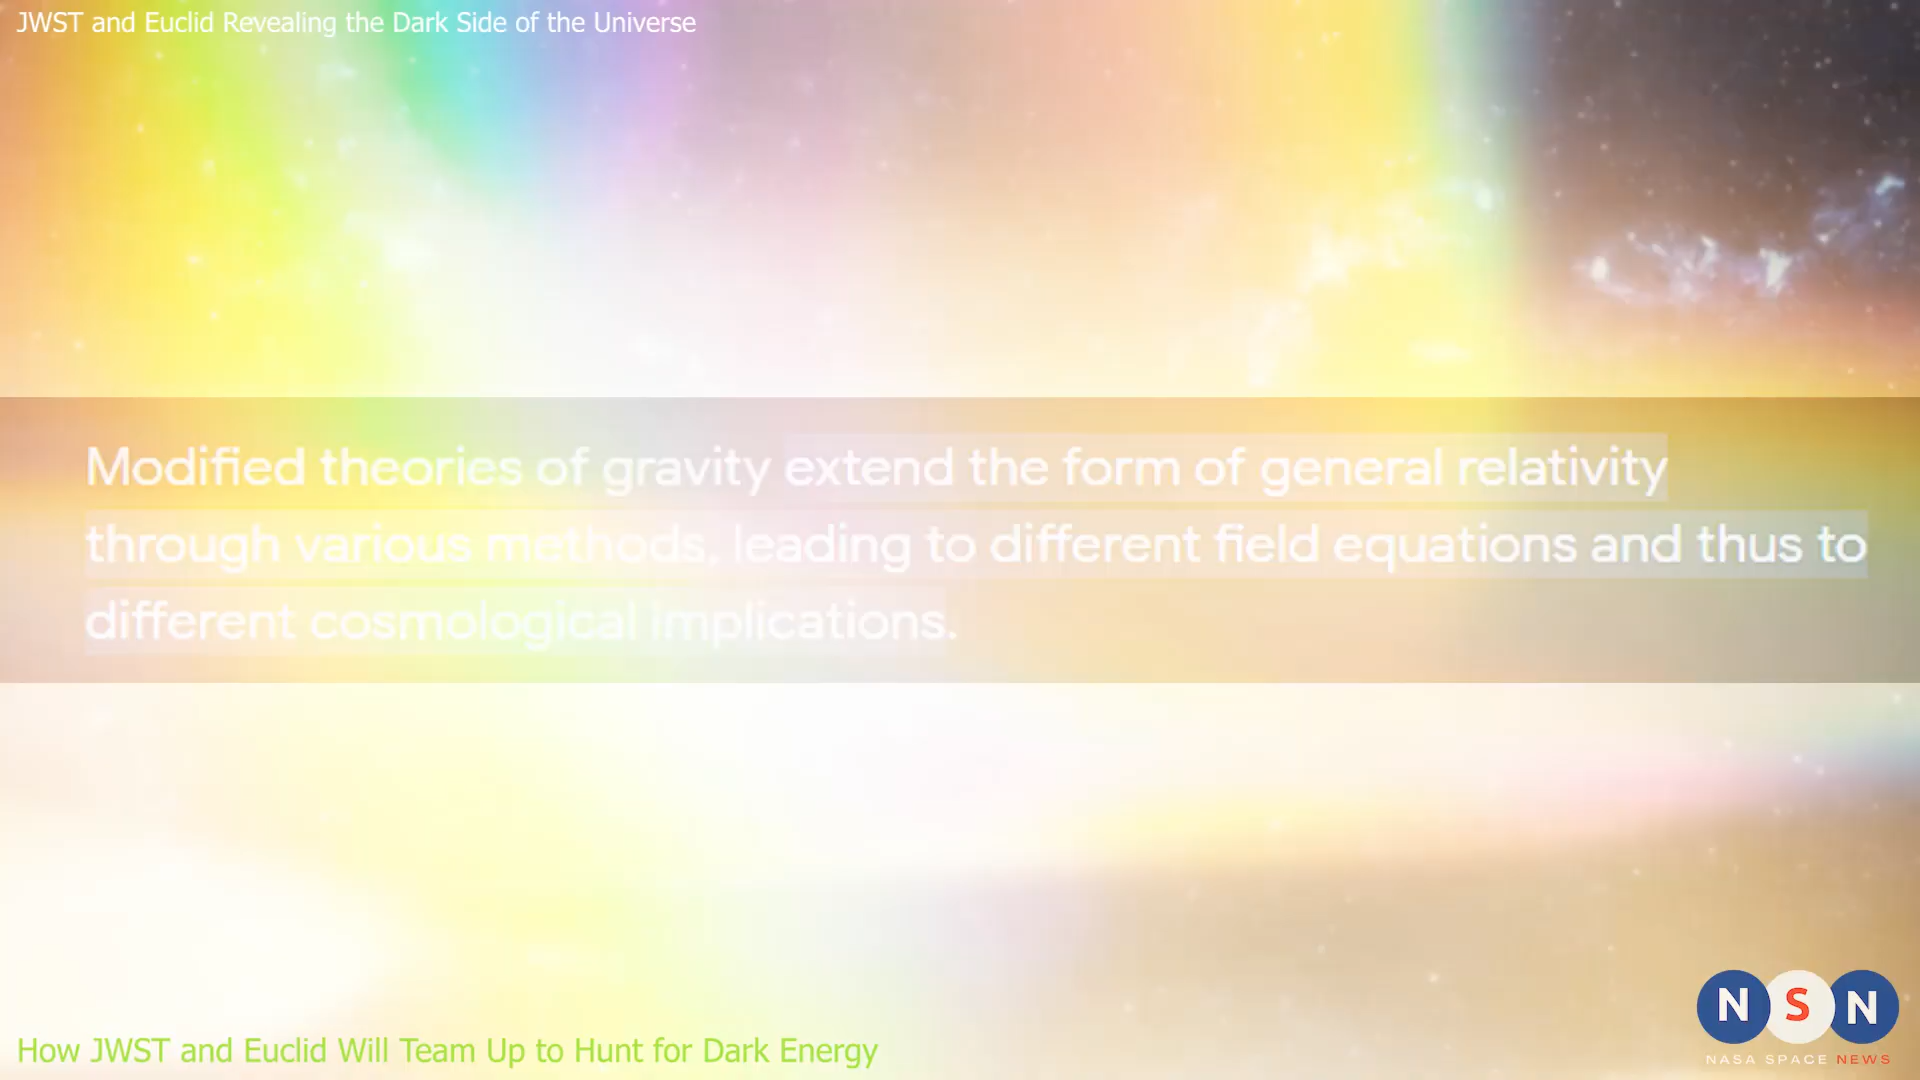 JWST and Euclid Revealing the Dark Side of the Universe
Modified theories of gravity extend the form of general relativity
through various methods, leading to different field equations and thus to
different cosmological implications.
How JWST and Euclid Will Team Up to Hunt for Dark Energy
N S N
NASA SPACE NEWS